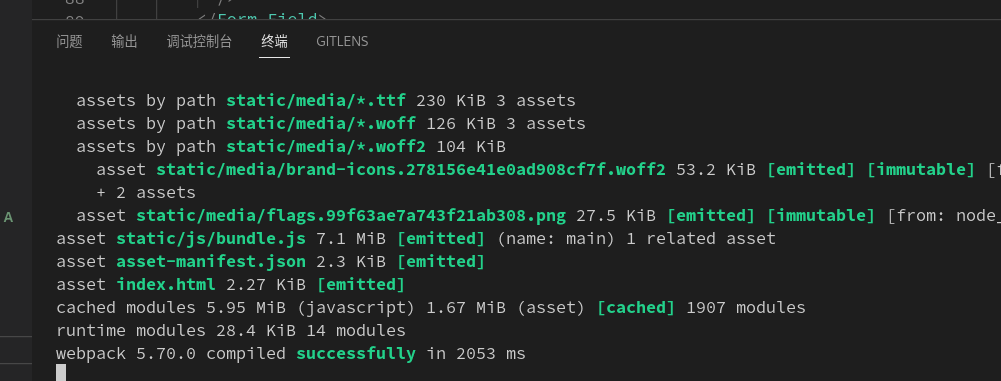 </Form.Field>
问题 输出 调试控制台 终端 GITLENS
assets by path static/media/*.ttf 230 KiB 3 assets
assets by path static/media/*.woff 126 KiB 3 assets
assets by path static/media/*.woff2 104 KiB
asset static/media/brand-icons.278156e41e0ad908cf7f.woff2 53.2 KiB [emitted] [immutable] [
+ 2 assets
A
asset static/media/flags.99f63ae7a743f21ab308.png 27.5 KiB [emitted] [immutable] [from: node_
asset static/js/bundle.js 7.1 MiB [emitted] (name: main) 1 related asset
asset asset-manifest.json 2.3 KiB [emitted]
asset index.html 2.27 KiB [emitted]
cached modules 5.95 MiB (javascript) 1.67 MiB (asset) [cached] 1907 modules
runtime modules 28.4 KiB 14 modules
webpack 5.70.0 compiled successfully in 2053 ms